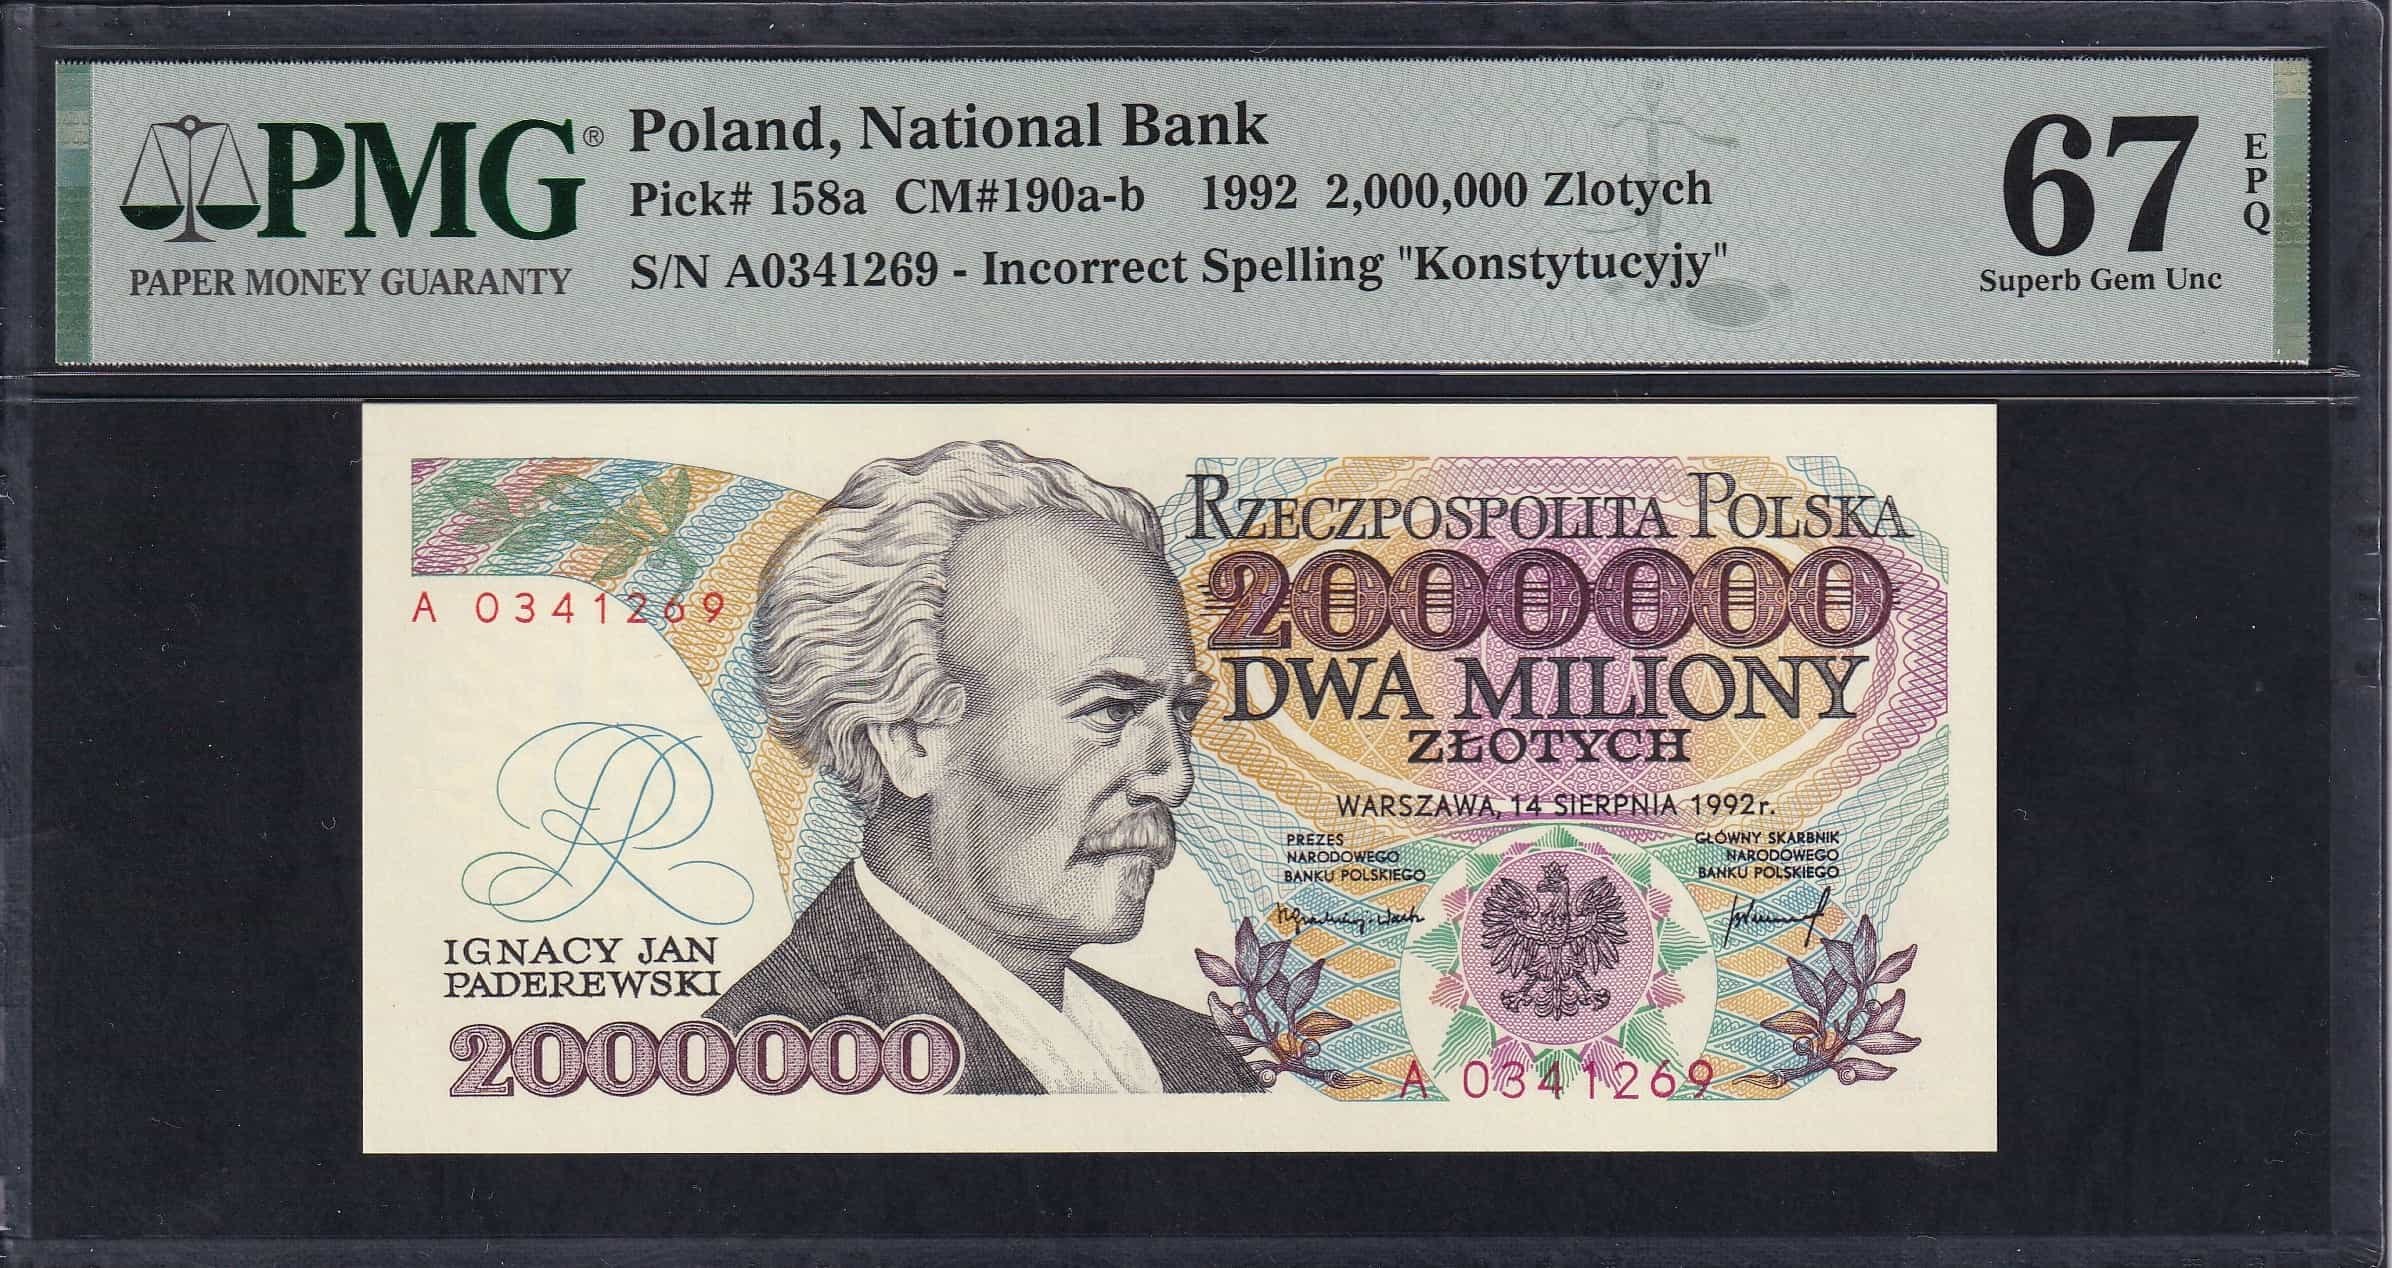 PMG®
PAPER MONEY GUARANTY
Poland, National Bank
Pick# 158a CM#190a-b 1992 2,000,000 Zlotych
S/N A0341269 - Incorrect Spelling "Konstytucyjy"
67
EPQ
Superb Gem Unc
RZECZPOSPOLITA POLSKA
2000000
DWA MILIONY
ZŁOTYCH
A 0341269
WARSZAWA, 14 SIERPNIA 1992r.
PREZES
NARODOWEGO
BANKU POLSKIEGO
GŁÓWNY SKARBNIK
NARODOWEGO
BANKU POLSKIEGO
IGNACY JAN
PADEREWSKI
2000000
A 0341269